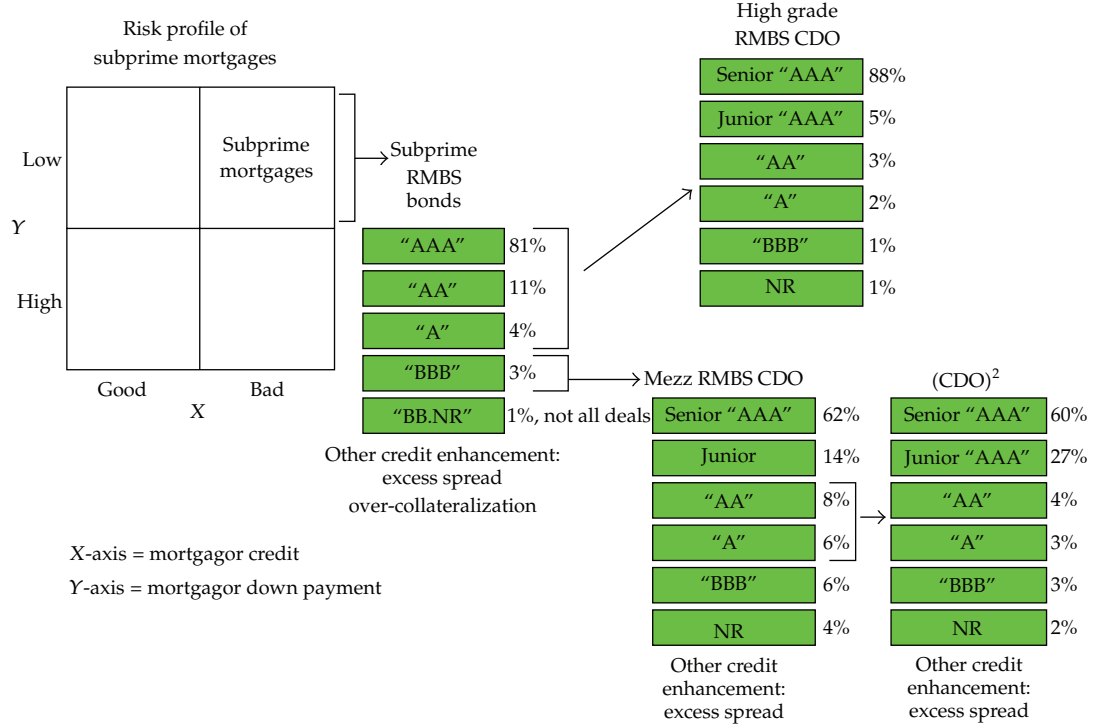 Risk profile of
subprime mortgages
Low
Y
High
Subprime
mortgages
Good
Bad
X
X-axis = mortgagor credit
Y-axis = mortgagor down payment
Subprime
RMBS
bonds
“AAA” 81%
“AA” 11%
“A” 4%
“BBB” 3%
“BB.NR” 1%, not all deals
Other credit enhancement:
excess spread
over-collateralization
High grade
RMBS CDO
Senior “AAA” 88%
Junior “AAA” 5%
“AA” 3%
“A” 2%
“BBB” 1%
NR 1%
Mezz RMBS CDO
Senior “AAA” 62%
Junior 14%
“AA” 8%
“A” 6%
“BBB” 6%
NR 4%
Other credit
enhancement:
excess spread
(CDO)²
Senior “AAA” 60%
Junior “AAA” 27%
“AA” 4%
“A” 3%
“BBB” 3%
NR 2%
Other credit
enhancement:
excess spread